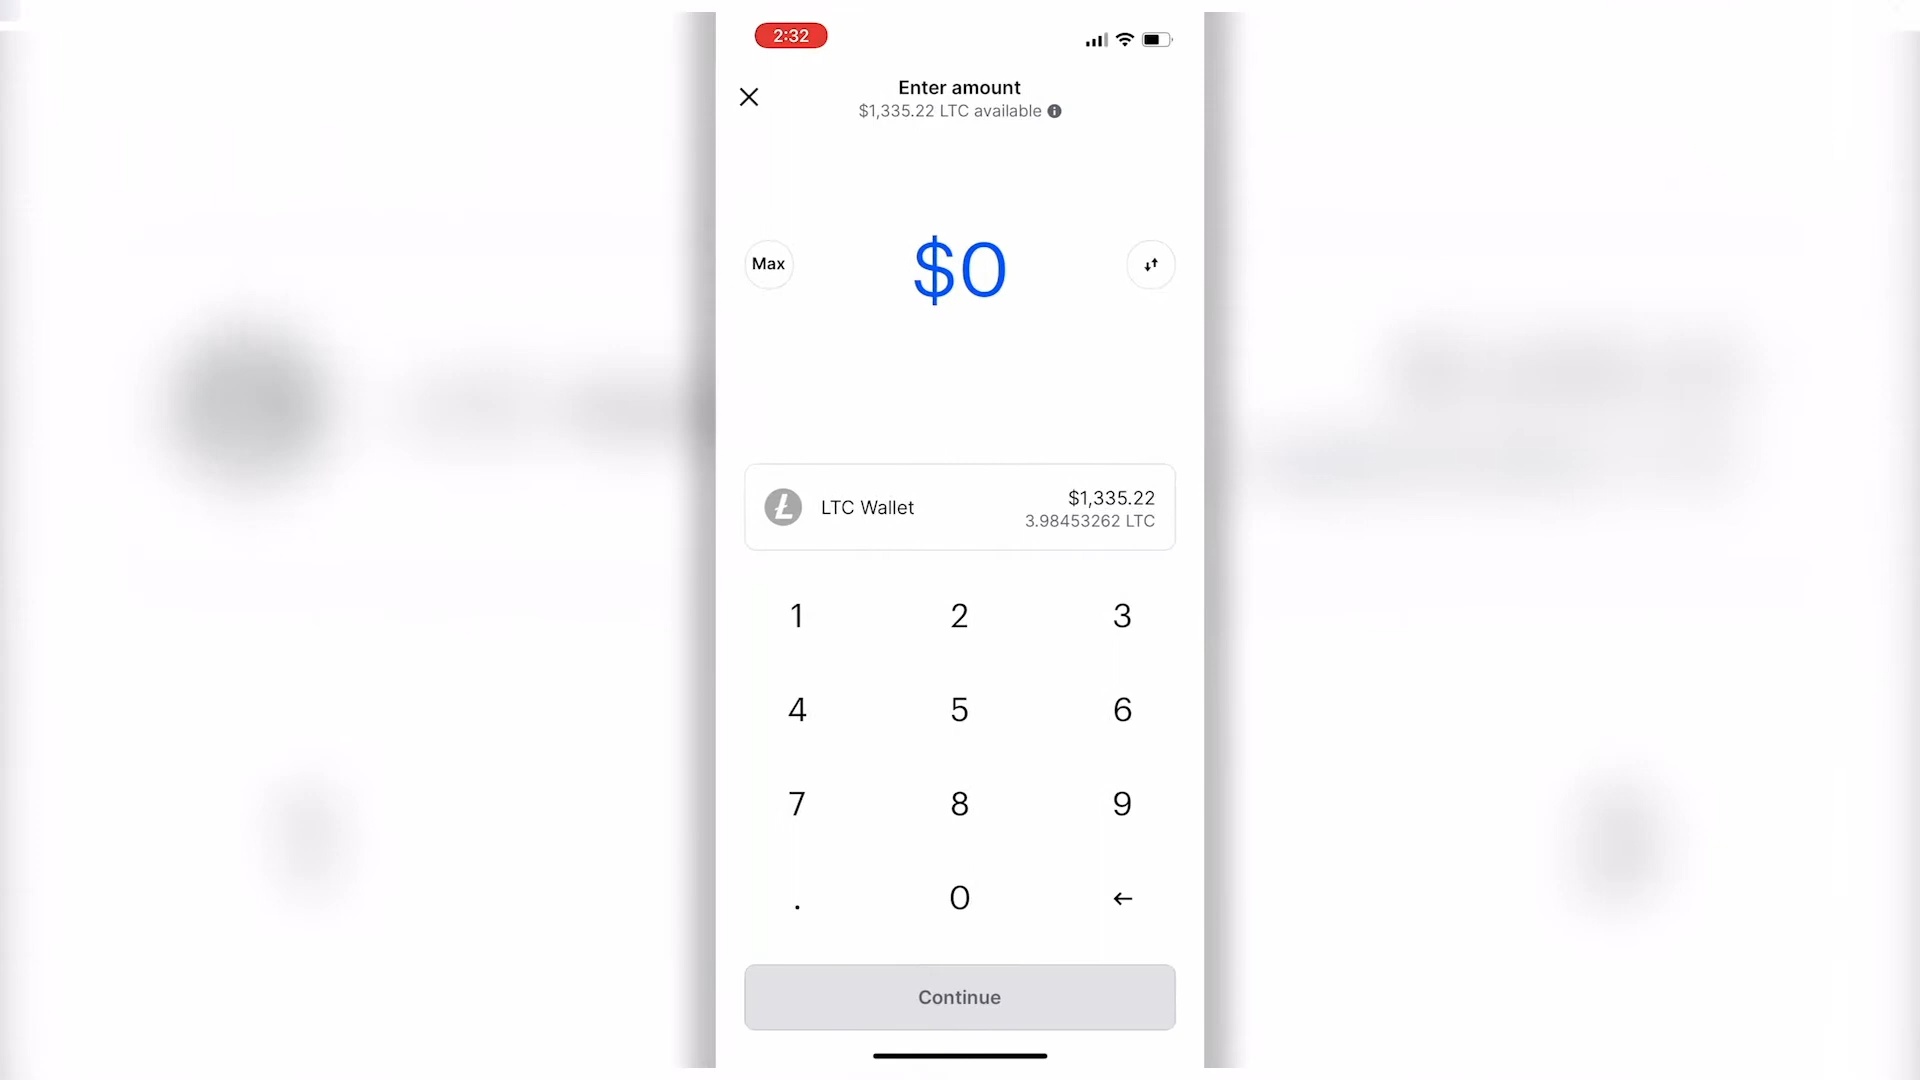 2:32
Enter amount
$1,335.22 LTC available
Max
$0
LTC Wallet
$1,335.22
3.98453262 LTC
1 2 3
4 5 6
7 8 9
. 0
Continue